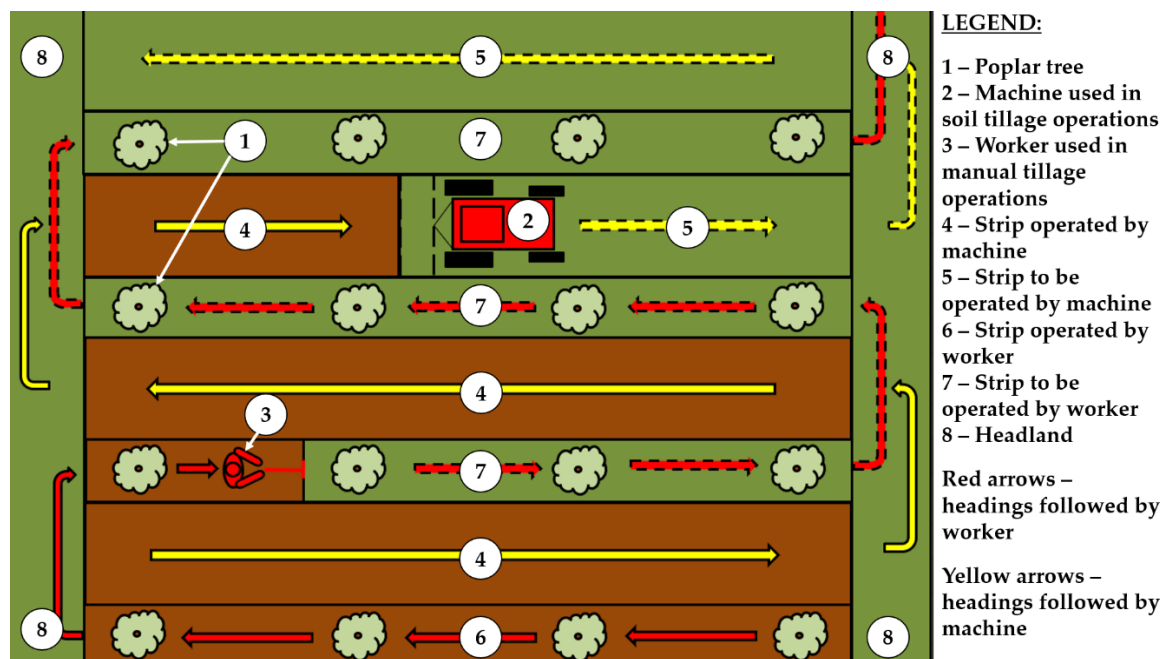 8
5
8
1
7
4
2
5
7
4
3
7
4
8
6
8
LEGEND:
1 – Poplar tree
2 – Machine used in
soil tillage operations
3 – Worker used in
manual tillage
operations
4 – Strip operated by
machine
5 – Strip to be
operated by machine
6 – Strip operated by
worker
7 – Strip to be
operated by worker
8 – Headland
Red arrows –
headings followed by
worker
Yellow arrows –
headings followed by
machine